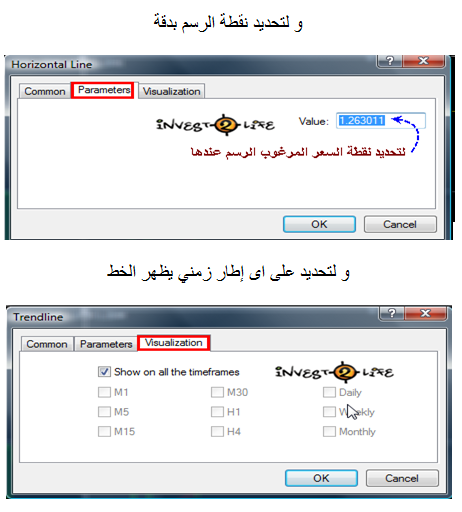 و لتحديد نقطة الرسم بدقة
Horizontal Line
Common Parameters Visualization
INVEST-2-LIFE Value: 1.263011
لتحديد نقطة السعر المرغوب الرسم عندها
OK Cancel
و لتحديد على اى إطار زمني يظهر الخط
Trendline
Common Parameters Visualization
Show on all the timeframes INVEST-2-LIFE
M1 M30 Daily
M5 H1 Weekly
M15 H4 Monthly
OK Cancel